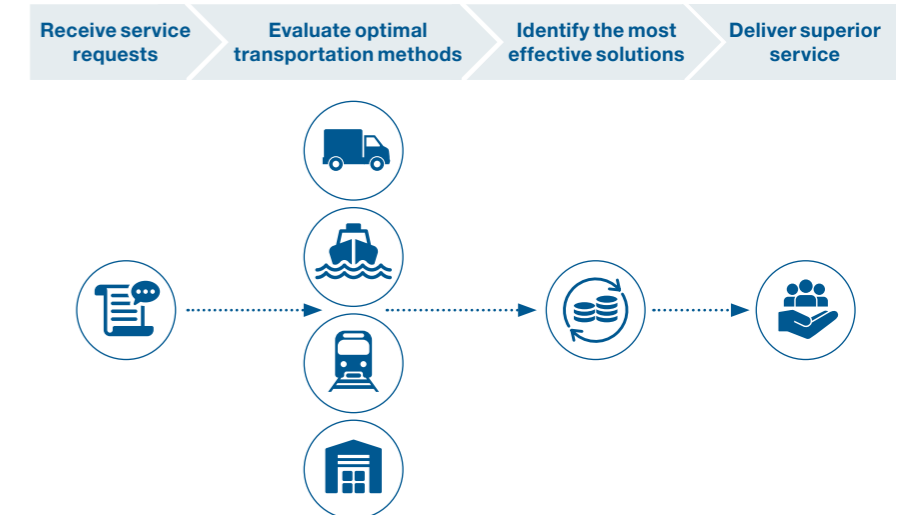 Receive service
requests
Evaluate optimal
transportation methods
Identify the most
effective solutions
Deliver superior
service